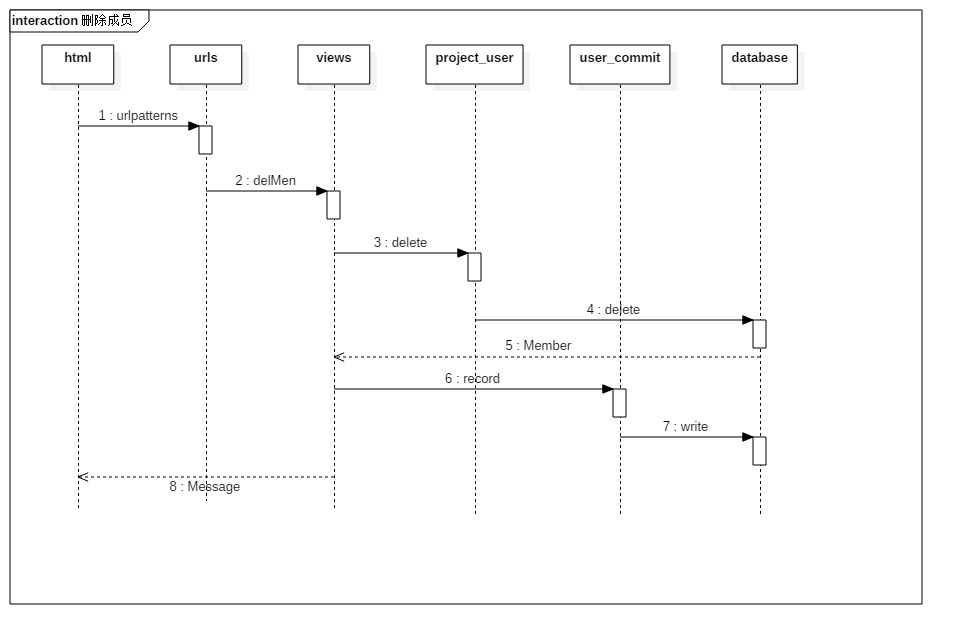 interaction 删除成员
html
urls
views
project_user
user_commit
database
1 : urlpatterns
2 : delMen
3 : delete
4 : delete
5 : Member
6 : record
7 : write
8 : Message